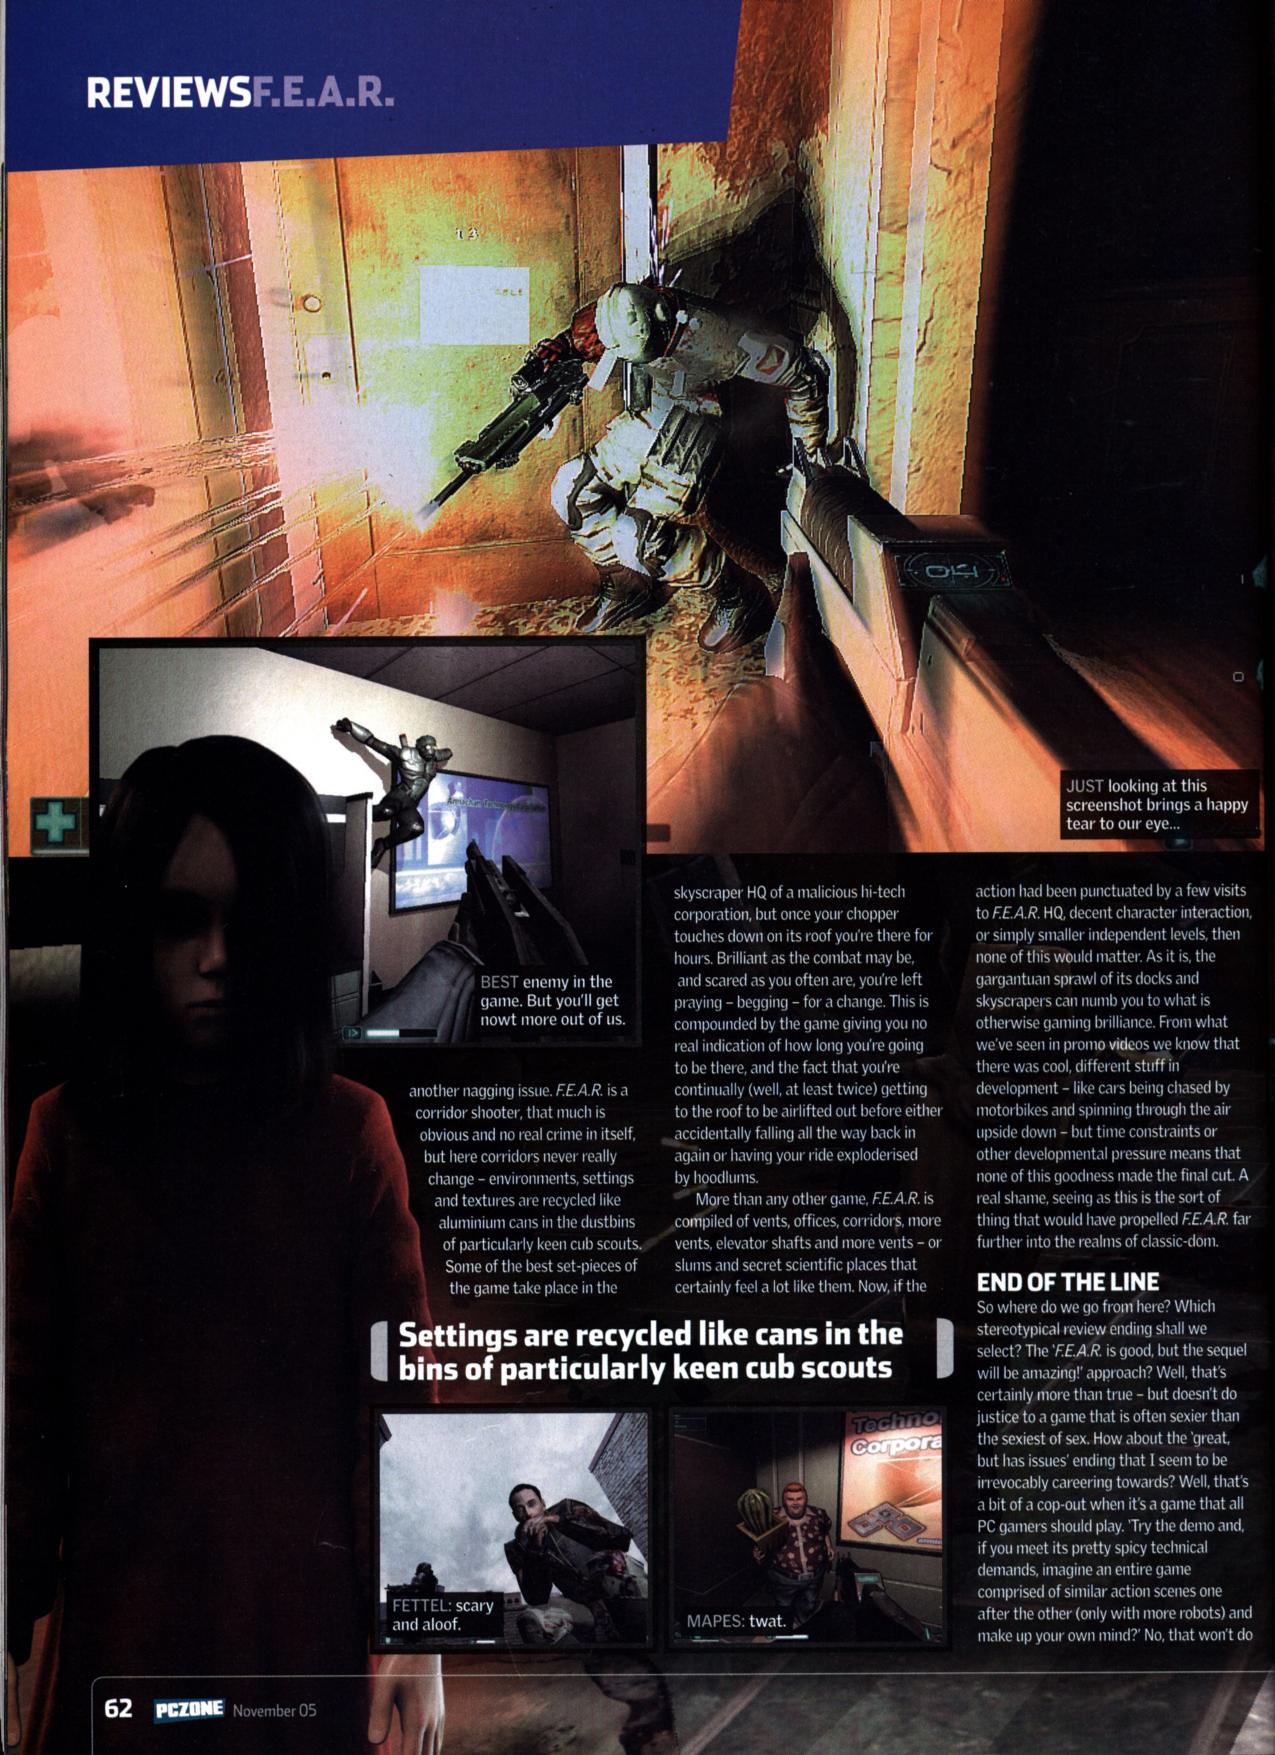 REVIEWSF.E.A.R.
13
04
JUST looking at this
screenshot brings a happy
tear to our eye...
BEST enemy in the
game. But you'll get
nowt more out of us.
another nagging issue. F.E.A.R. is a
corridor shooter, that much is
obvious and no real crime in itself,
but here corridors never really
change – environments, settings
and textures are recycled like
aluminium cans in the dustbins
of particularly keen cub scouts.
Some of the best set-pieces of
the game take place in the
skyscraper HQ of a malicious hi-tech
corporation, but once your chopper
touches down on its roof you're there for
hours. Brilliant as the combat may be,
and scared as you often are, you're left
praying – begging – for a change. This is
compounded by the game giving you no
real indication of how long you're going
to be there, and the fact that you're
continually (well, at least twice) getting
to the roof to be airlifted out before either
accidentally falling all the way back in
again or having your ride exploderised
by hoodlums.
More than any other game, F.E.A.R. is
compiled of vents, offices, corridors, more
vents, elevator shafts and more vents – or
slums and secret scientific places that
certainly feel a lot like them. Now, if the
action had been punctuated by a few visits
to F.E.A.R. HQ, decent character interaction,
or simply smaller independent levels, then
none of this would matter. As it is, the
gargantuan sprawl of its docks and
skyscrapers can numb you to what is
otherwise gaming brilliance. From what
we've seen in promo videos we know that
there was cool, different stuff in
development – like cars being chased by
motorbikes and spinning through the air
upside down – but time constraints or
other developmental pressure means that
none of this goodness made the final cut. A
real shame, seeing as this is the sort of
thing that would have propelled F.E.A.R. far
further into the realms of classic-dom.
END OF THE LINE
So where do we go from here? Which
stereotypical review ending shall we
select? The 'F.E.A.R. is good, but the sequel
will be amazing!' approach? Well, that's
certainly more than true – but doesn't do
justice to a game that is often sexier than
the sexiest of sex. How about the 'great,
but has issues' ending that I seem to be
irrevocably careering towards? Well, that's
a bit of a cop-out when it's a game that all
PC gamers should play. 'Try the demo and,
if you meet its pretty spicy technical
demands, imagine an entire game
comprised of similar action scenes one
after the other (only with more robots) and
make up your own mind?' No, that won't do
Settings are recycled like cans in the
bins of particularly keen cub scouts
FETTEL: scary
and aloof.
Techno
Corpora
MAPES: twat.
62 PCZONE November 05